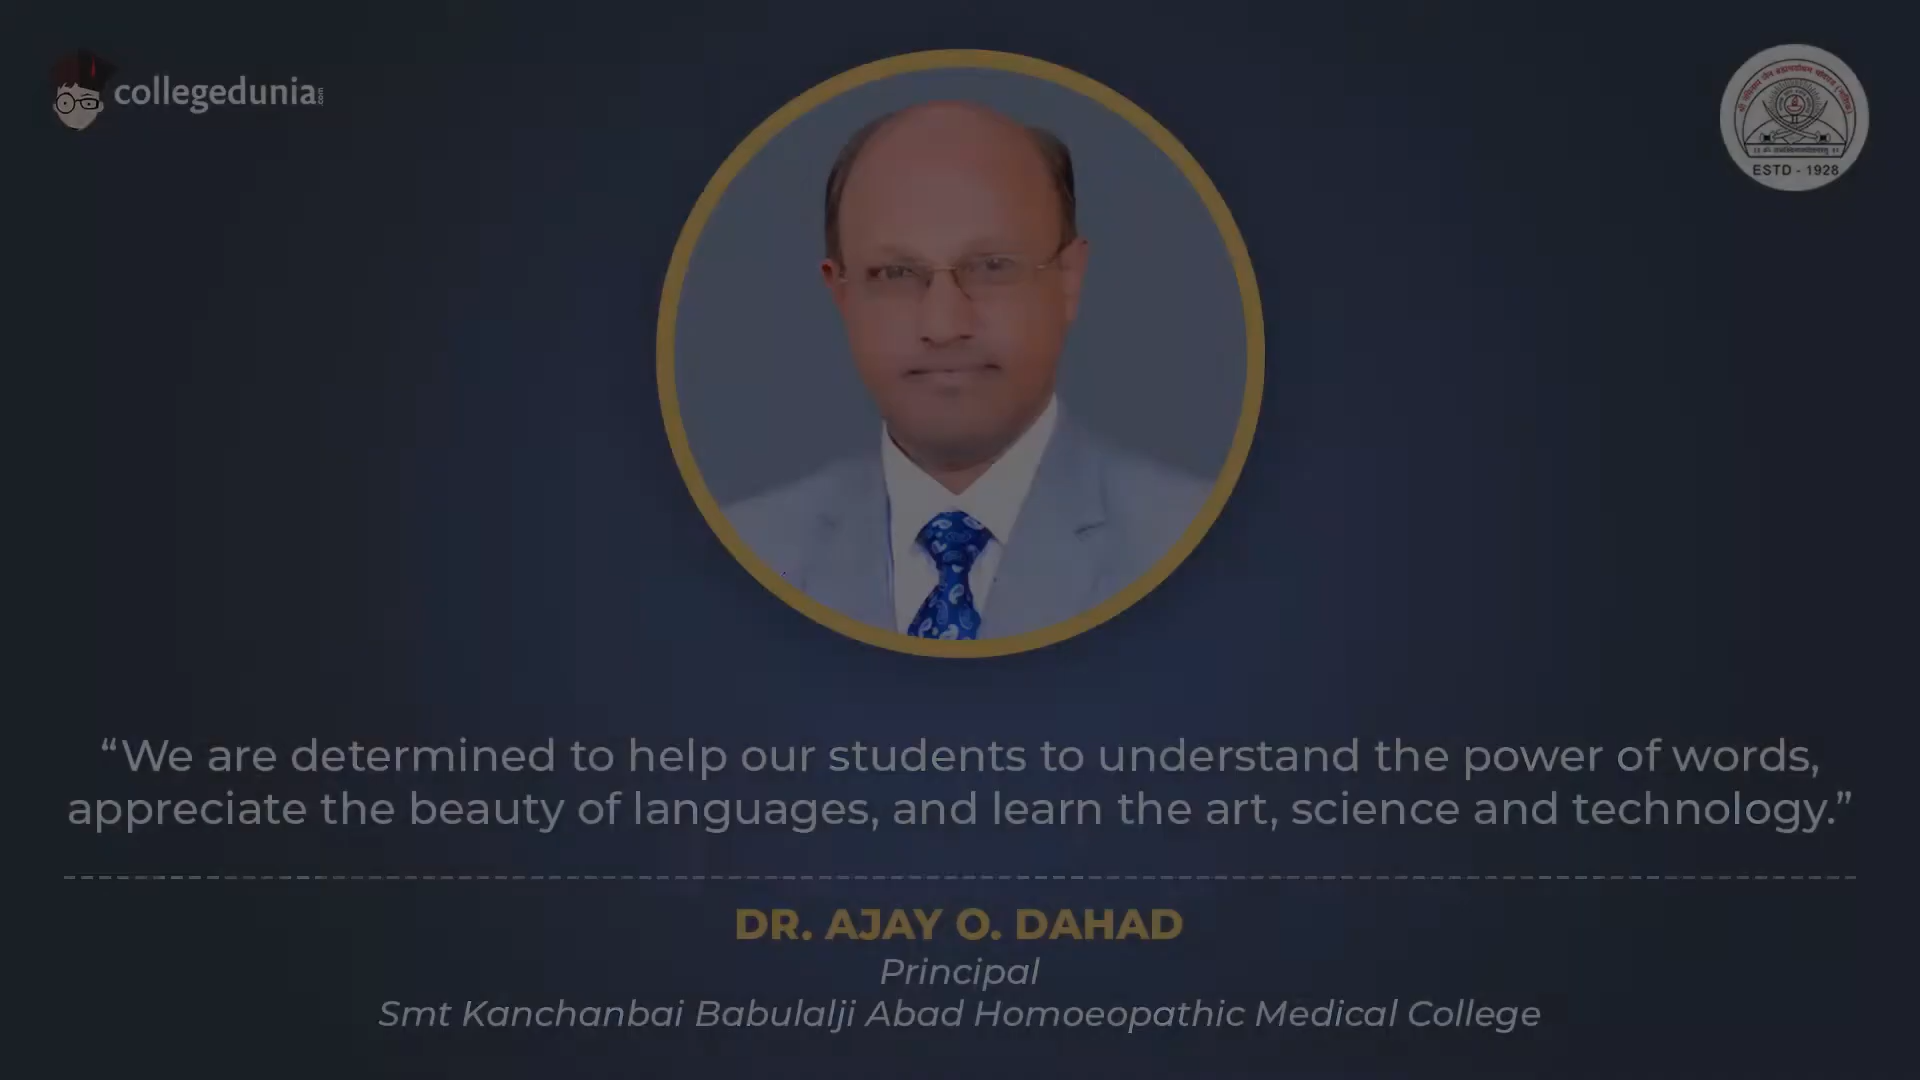 collegedunia.com
ESTD - 1928
“We are determined to help our students to understand the power of words,
appreciate the beauty of languages, and learn the art, science and technology.”
DR. AJAY O. DAHAD
Principal
Smt Kanchanbai Babulalji Abad Homoeopathic Medical College